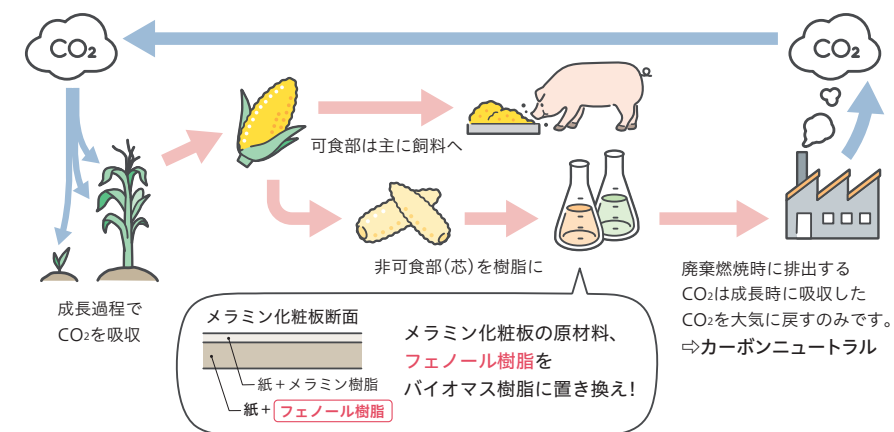 CO₂
CO₂
可食部は主に飼料へ
非可食部(芯)を樹脂に
成長過程で
CO₂を吸収
廃棄燃焼時に排出する
CO₂は成長時に吸収した
CO₂を大気に戻すのみです。
⇨カーボンニュートラル
メラミン化粧板断面
紙+メラミン樹脂
紙+フェノール樹脂
メラミン化粧板の原材料、
フェノール樹脂を
バイオマス樹脂に置き換え!